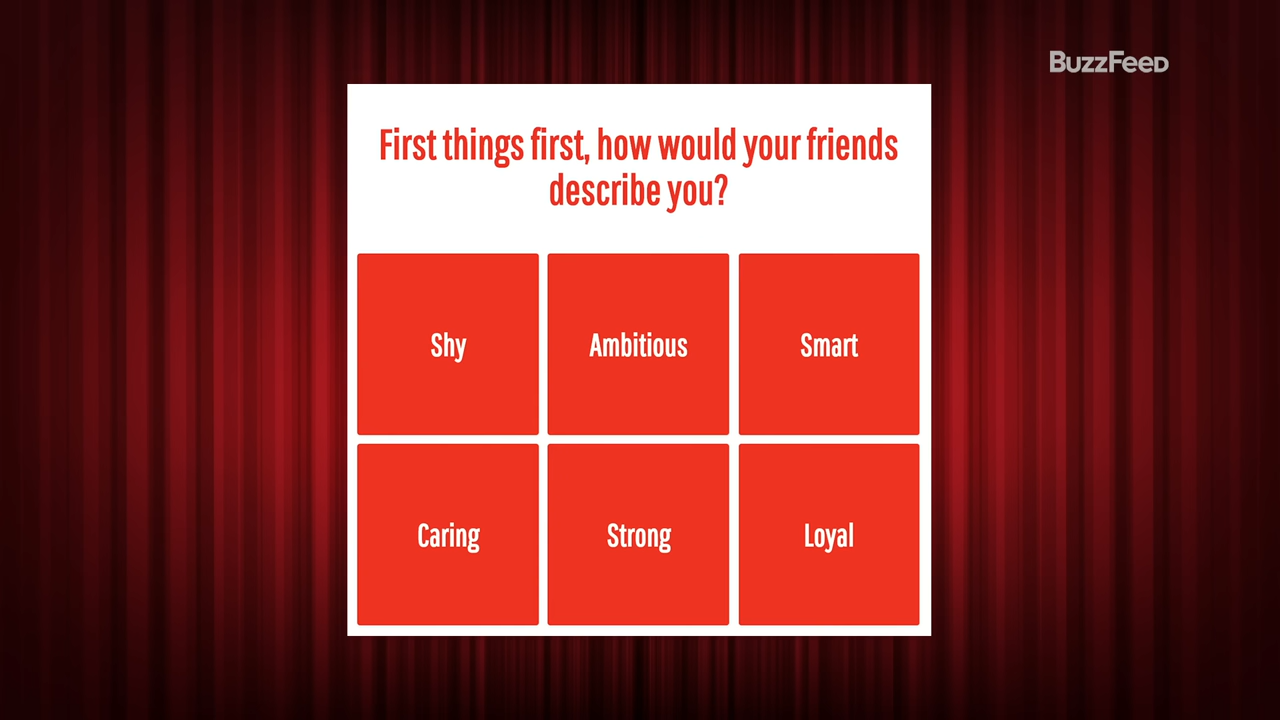 BuzzFeed
First things first, how would your friends
describe you?
Shy
Ambitious
Smart
Caring
Strong
Loyal